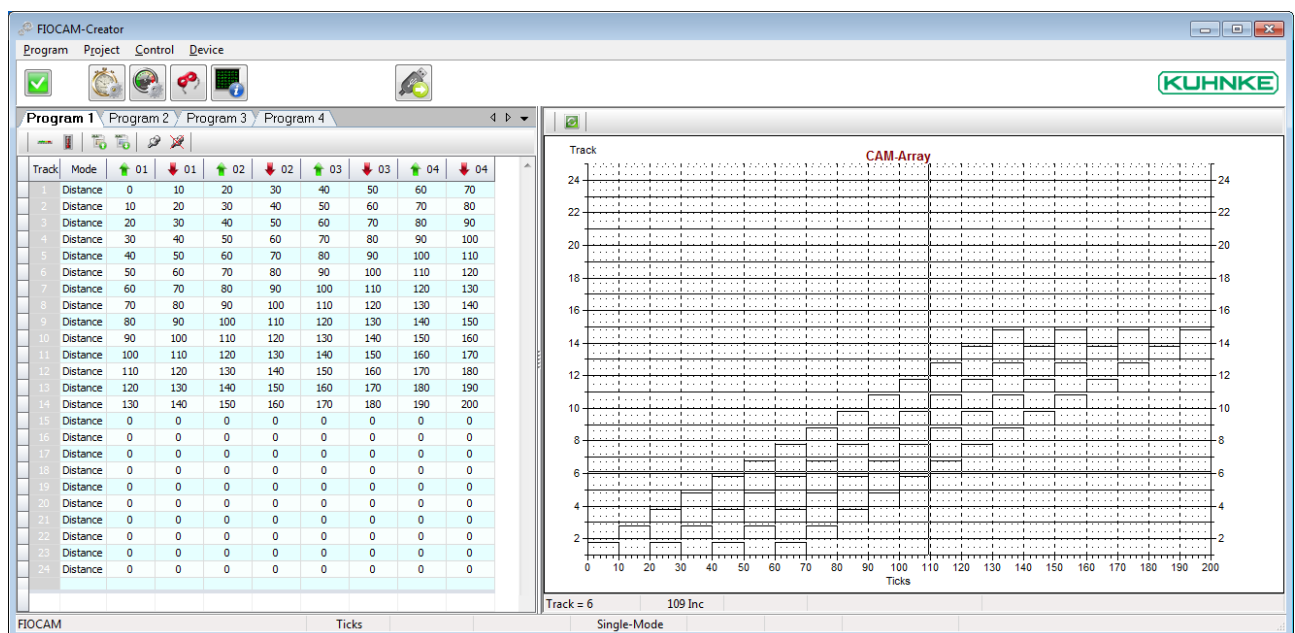 FIOCAM-Creator
Program Project Control Device
KUHNKE
Program 1 Program 2 Program 3 Program 4
Track Mode 01 01 02 02 03 03 04 04
1 Distance 0 10 20 30 40 50 60 70
2 Distance 10 20 30 40 50 60 70 80
3 Distance 20 30 40 50 60 70 80 90
4 Distance 30 40 50 60 70 80 90 100
5 Distance 40 50 60 70 80 90 100 110
6 Distance 50 60 70 80 90 100 110 120
7 Distance 60 70 80 90 100 110 120 130
8 Distance 70 80 90 100 110 120 130 140
9 Distance 80 90 100 110 120 130 140 150
10 Distance 90 100 110 120 130 140 150 160
11 Distance 100 110 120 130 140 150 160 170
12 Distance 110 120 130 140 150 160 170 180
13 Distance 120 130 140 150 160 170 180 190
14 Distance 130 140 150 160 170 180 190 200
15 Distance 0 0 0 0 0 0 0 0
16 Distance 0 0 0 0 0 0 0 0
17 Distance 0 0 0 0 0 0 0 0
18 Distance 0 0 0 0 0 0 0 0
19 Distance 0 0 0 0 0 0 0 0
20 Distance 0 0 0 0 0 0 0 0
21 Distance 0 0 0 0 0 0 0 0
22 Distance 0 0 0 0 0 0 0 0
23 Distance 0 0 0 0 0 0 0 0
24 Distance 0 0 0 0 0 0 0 0
Track
CAM-Array
24 24
22 22
20 20
18 18
16 16
14 14
12 12
10 10
8 8
6 6
4 4
2 2
0 10 20 30 40 50 60 70 80 90 100 110 120 130 140 150 160 170 180 190 200
Ticks
Track = 6 109 Inc
FIOCAM Ticks Single-Mode